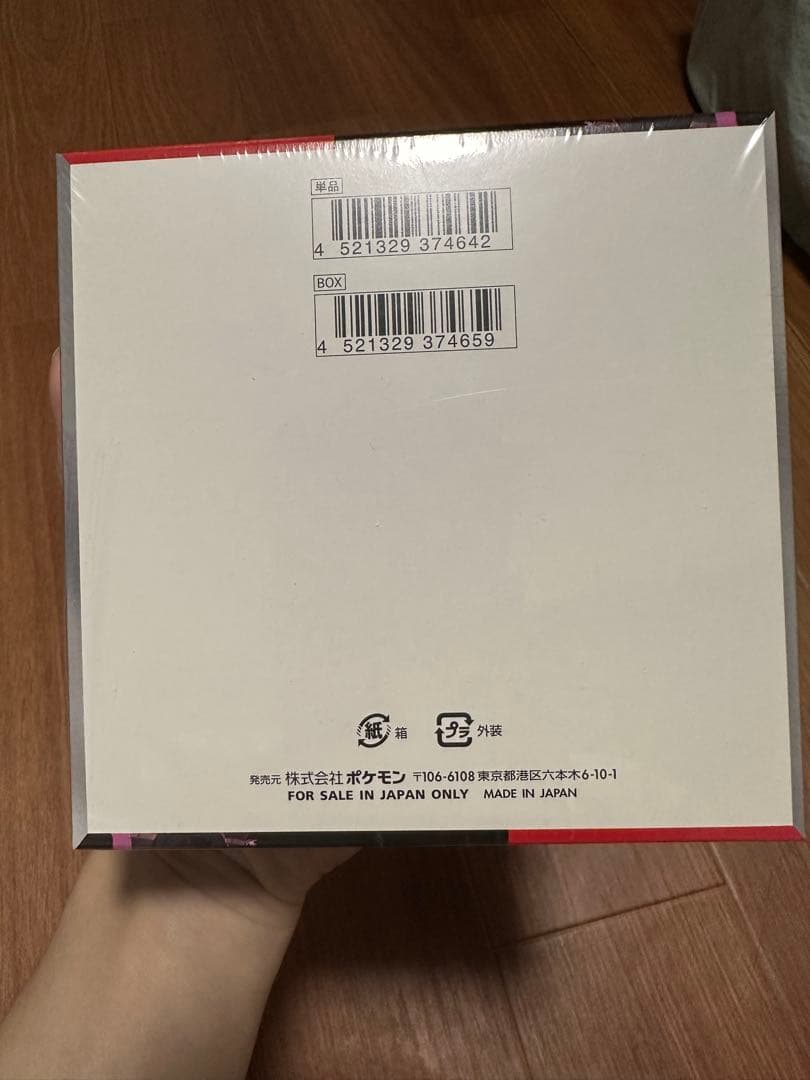 単品
4 521329 374642
BOX
4 521329 374659
紙 箱 プラ 外装
発売元 株式会社ポケモン 〒106-6108 東京都港区六本木6-10-1
FOR SALE IN JAPAN ONLY MADE IN JAPAN